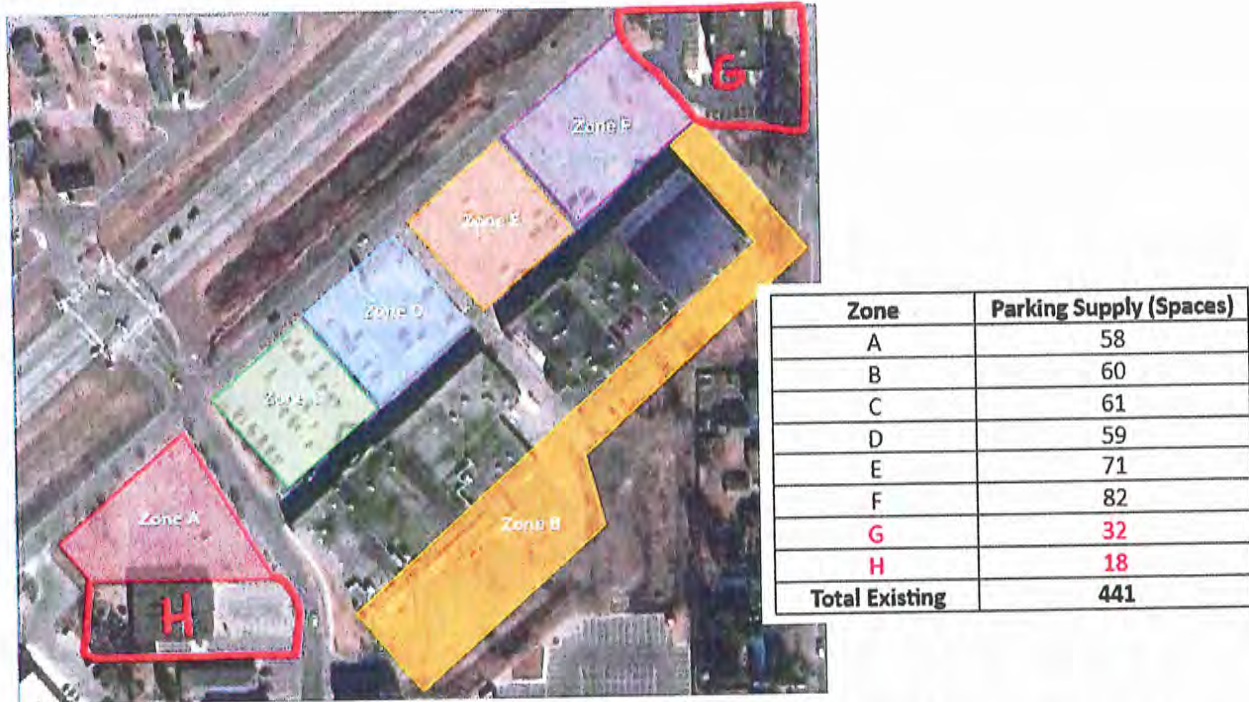 G
Zone F
Zone E
Zone D
Zone
Zone A
Zone B
H
Zone Parking Supply (Spaces)
A 58
B 60
C 61
D 59
E 71
F 82
G 32
H 18
Total Existing 441